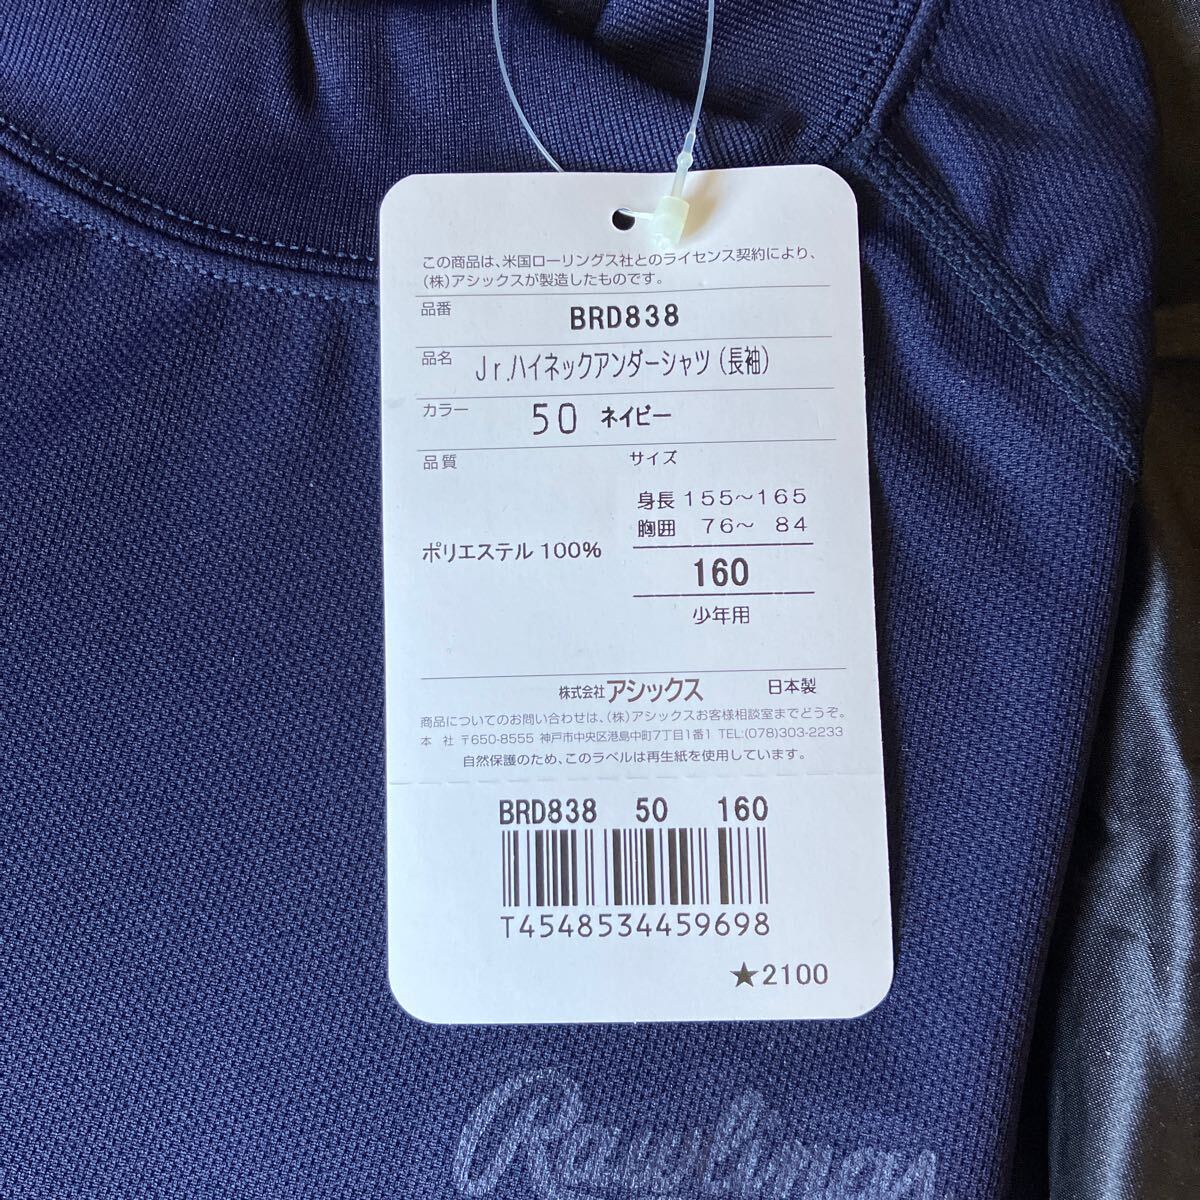 この商品は、米国ローリングス社とのライセンス契約により、
(株)アシックスが製造したものです。
品番 BRD838
品名 Jr.ハイネックアンダーシャツ(長袖)
カラー 50 ネイビー
品質 サイズ
身長 155～165
胸囲 76～ 84
ポリエステル 100%
160
少年用
株式会社 アシックス 日本製
商品についてのお問い合わせは、(株)アシックスお客様相談室までどうぞ。
本 社 〒650-8555 神戸市中央区港島中町7丁目1番1 TEL:(078)303-2233
自然保護のため、このラベルは再生紙を使用しています。
BRD838 50 160
T4548534459698
★2100
Rawlings